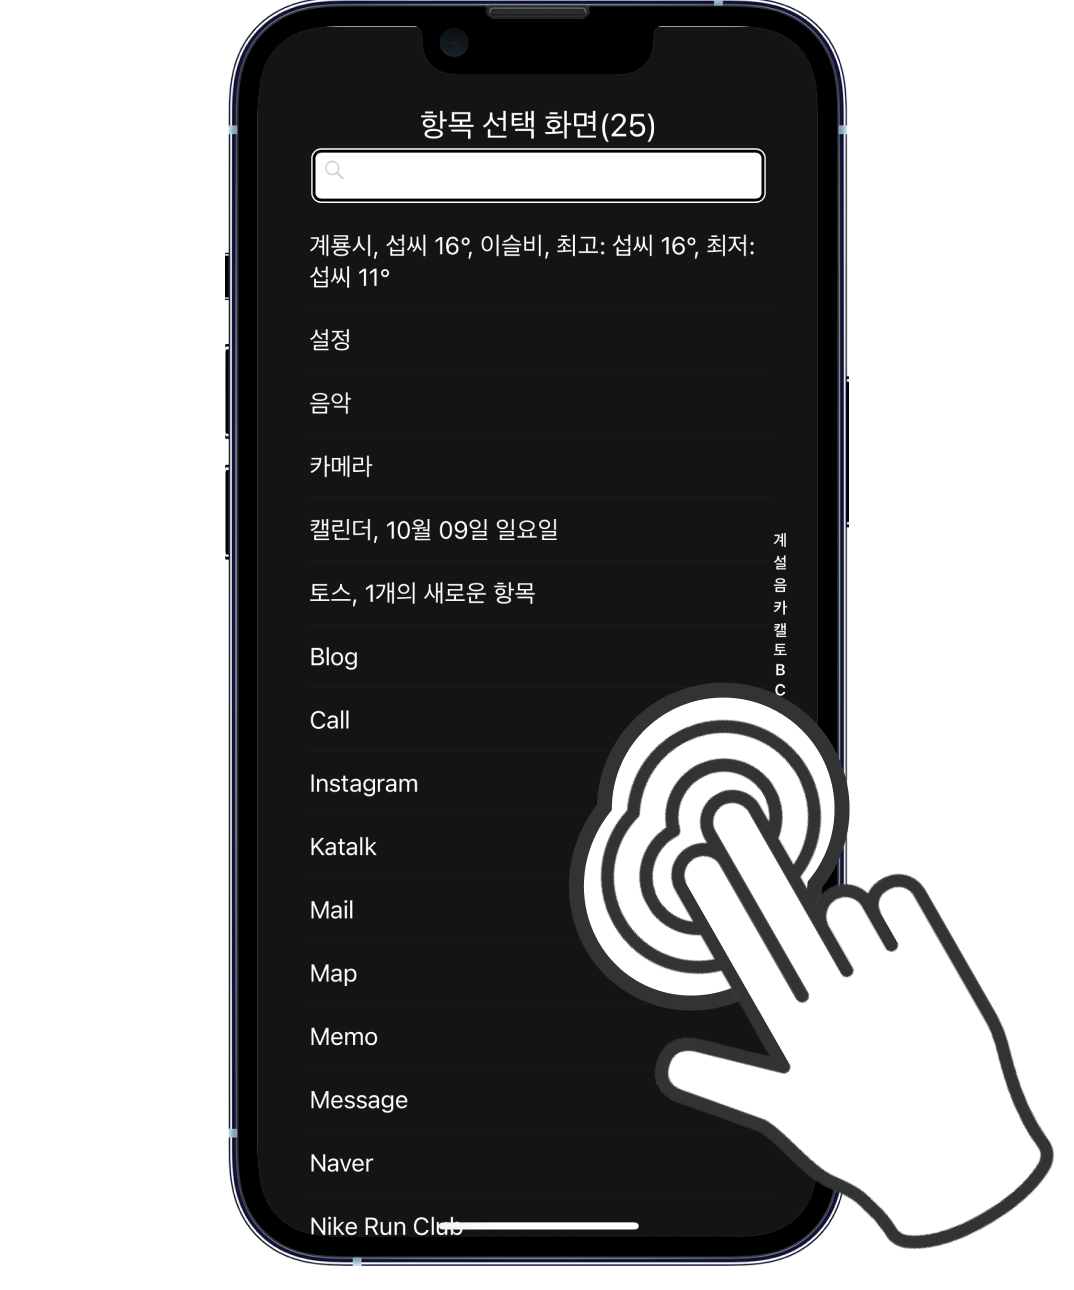 항목 선택 화면(25)
계룡시, 섭씨 16°, 이슬비, 최고: 섭씨 16°, 최저:
섭씨 11°
설정
음악
카메라
캘린더, 10월 09일 일요일
토스, 1개의 새로운 항목
Blog
Call
Instagram
Katalk
Mail
Map
Memo
Message
Naver
Nike Run Club
계
설
음
카
캘
토
B
C